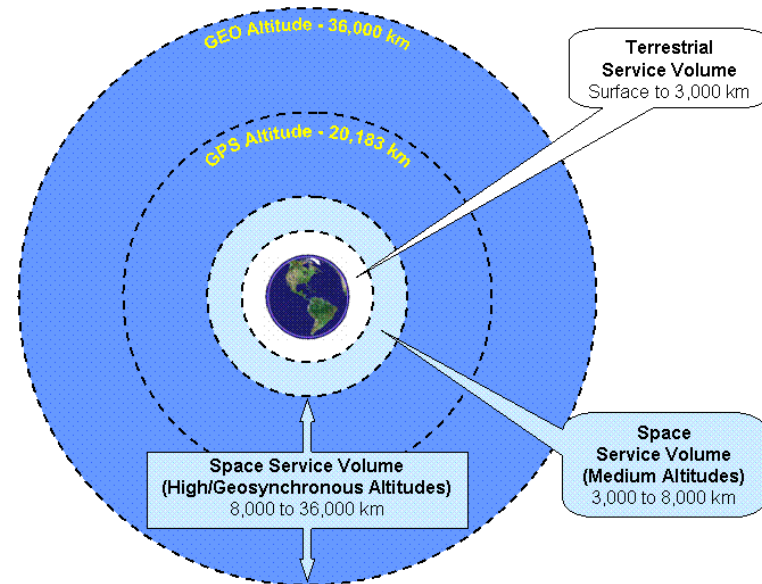 GEO Altitude - 36,000 km
GPS Altitude - 20,183 km
Terrestrial
Service Volume
Surface to 3,000 km
Space Service Volume
(High/Geosynchronous Altitudes)
8,000 to 36,000 km
Space
Service Volume
(Medium Altitudes)
3,000 to 8,000 km